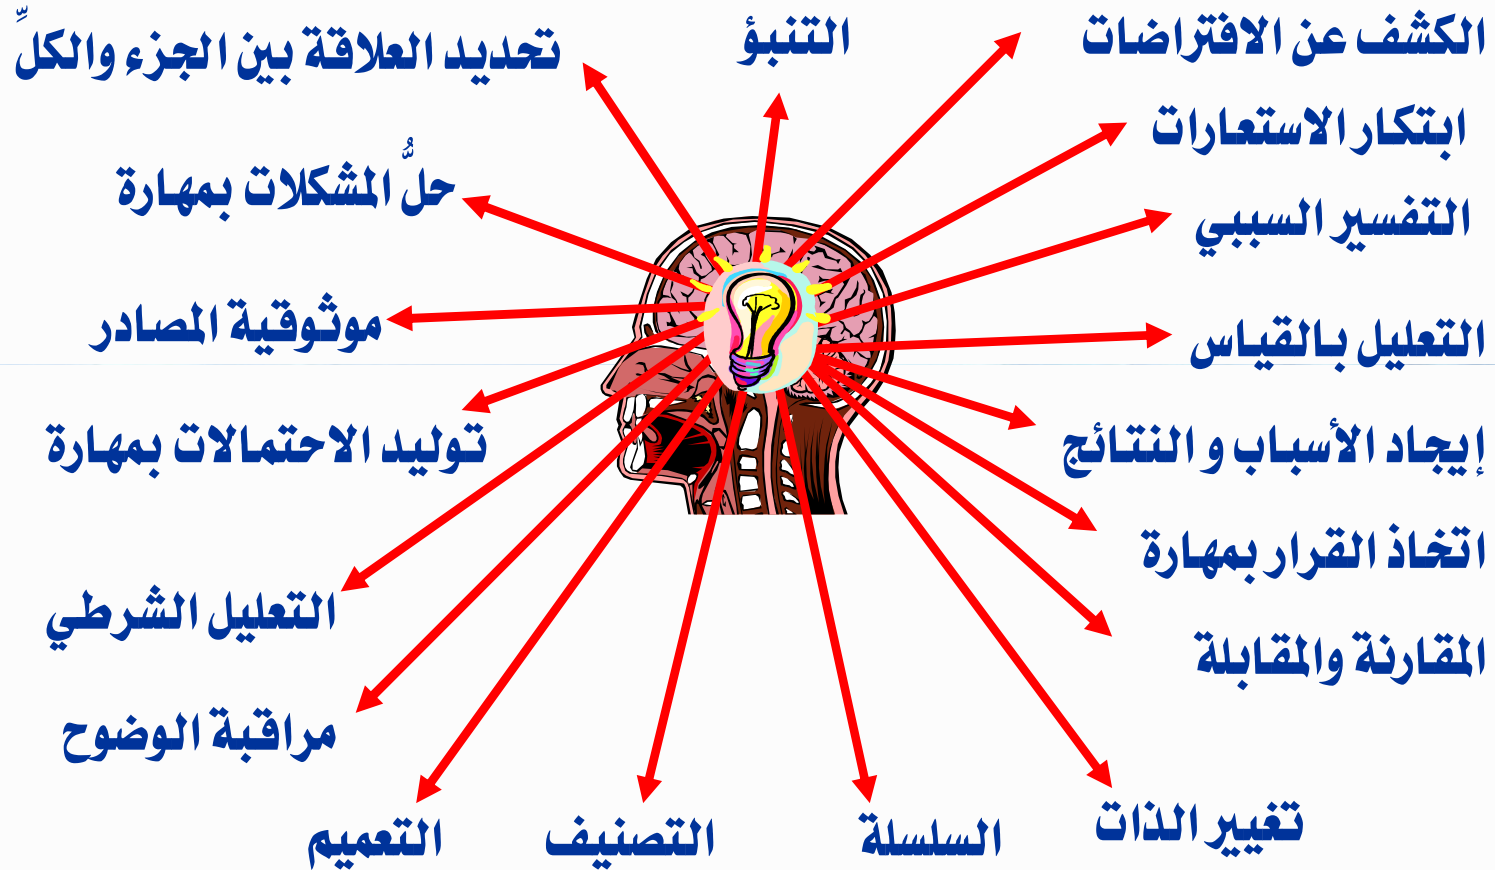 الكشف عن الافتراضات
التنبؤ
تحديد العلاقة بين الجزء والكلِّ
ابتكار الاستعارات
حلُّ المشكلات بمهارة
التفسير السببي
موثوقية المصادر
التعليل بالقياس
توليد الاحتمالات بمهارة
إيجاد الأسباب و النتائج
اتخاذ القرار بمهارة
التعليل الشرطي
المقارنة والمقابلة
مراقبة الوضوح
تغيير الذات
السلسلة
التصنيف
التعميم